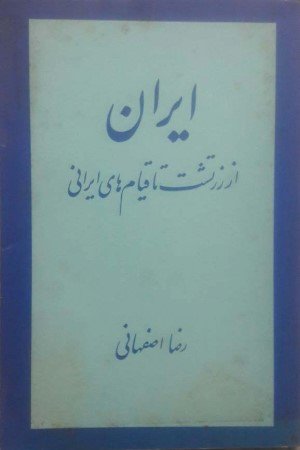 ایران
از زرتشت تا قیام های ایرانی
رضا اصفهانی